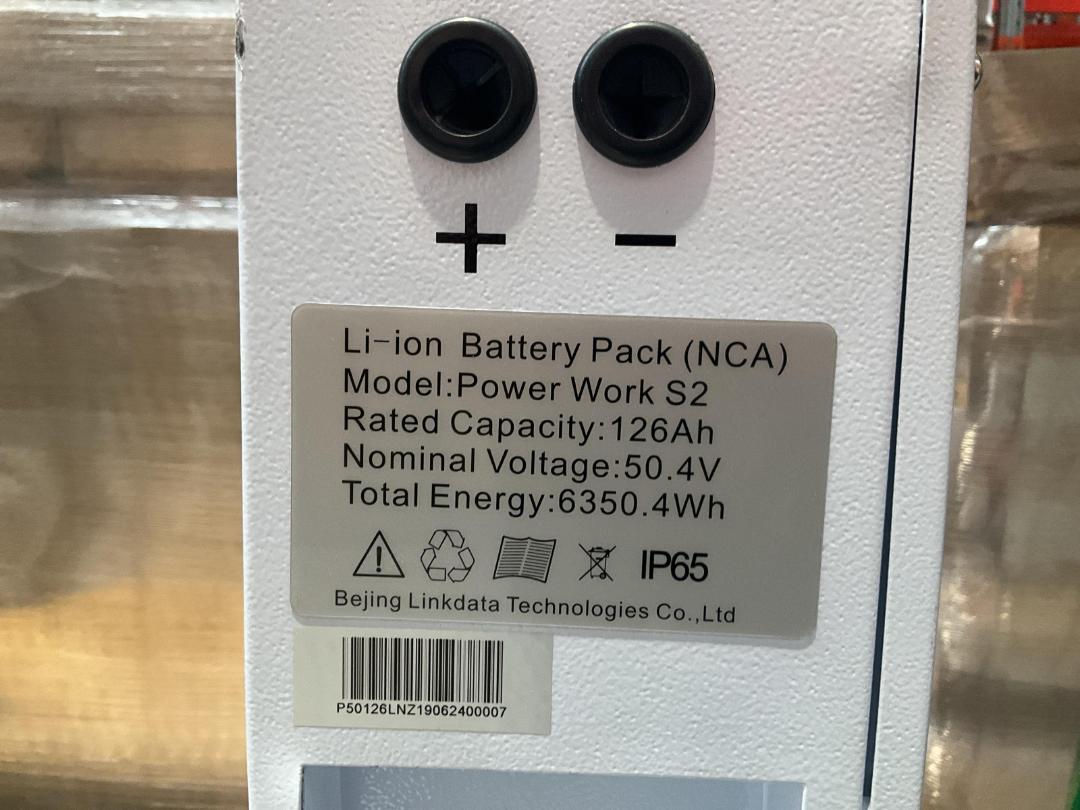 + −
Li-ion Battery Pack (NCA)
Model:Power Work S2
Rated Capacity:126Ah
Nominal Voltage:50.4V
Total Energy:6350.4Wh
IP65
Bejing Linkdata Technologies Co.,Ltd
P50126LNZ19062400007